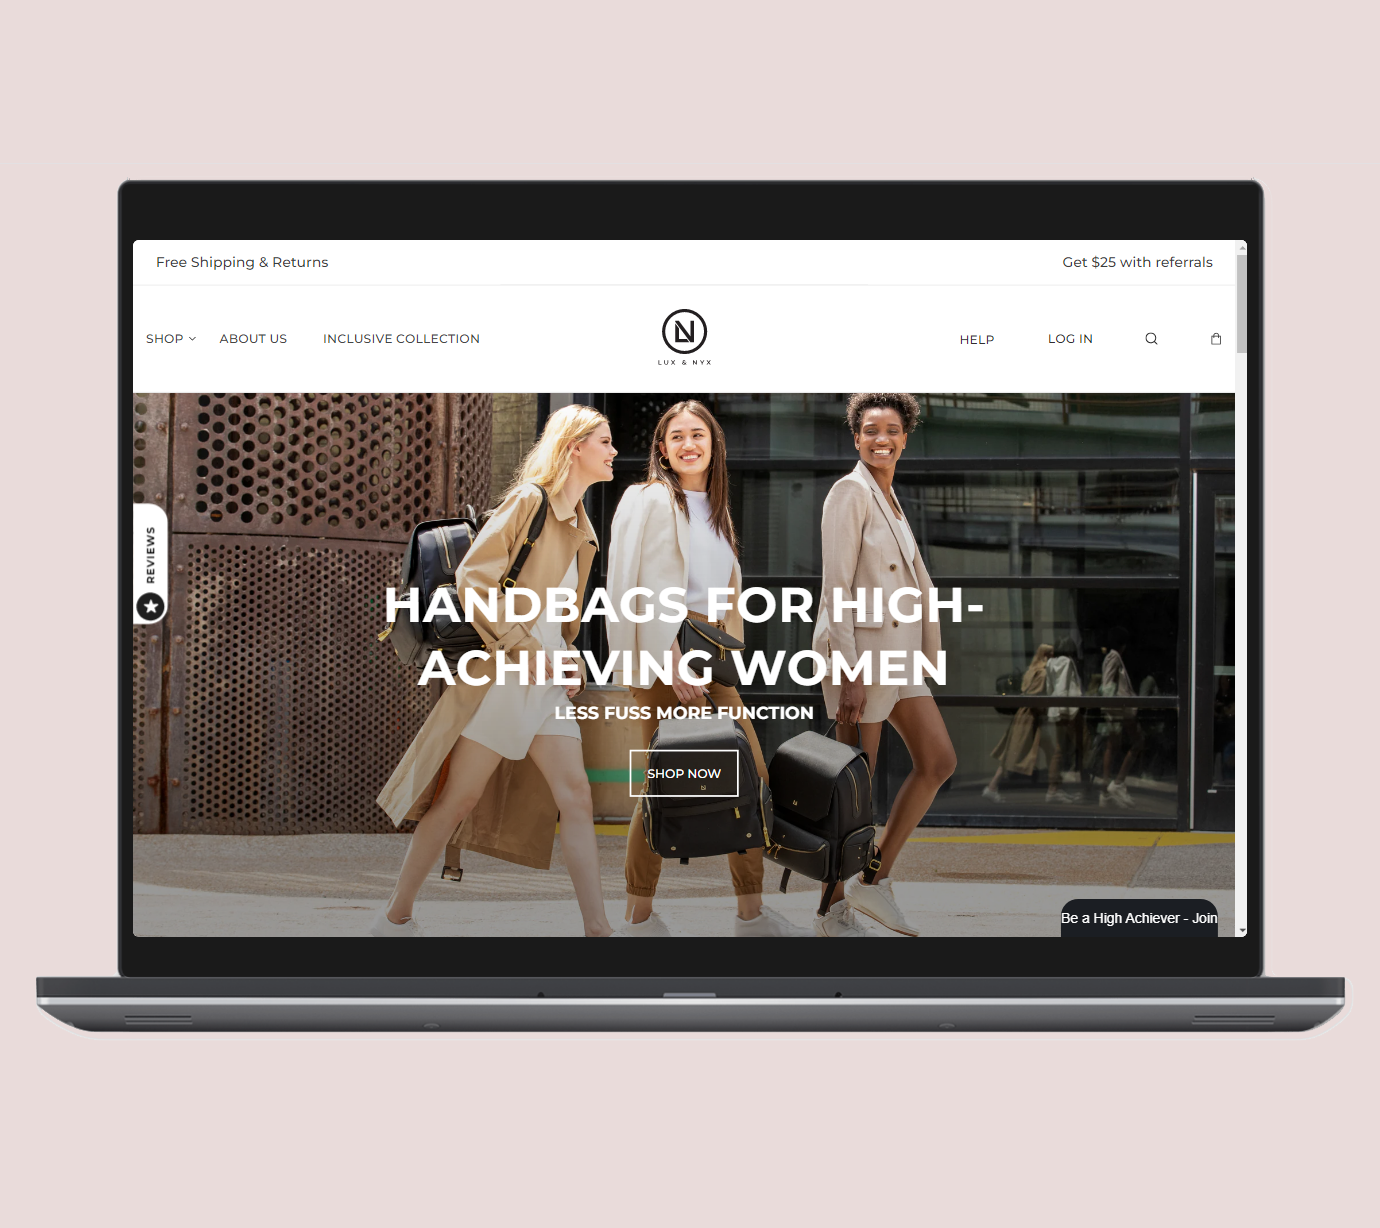 Free Shipping & Returns
Get $25 with referrals
SHOP
ABOUT US
INCLUSIVE COLLECTION
LN
LUX & NYX
HELP
LOG IN
REVIEWS
HANDBAGS FOR HIGH-
ACHIEVING WOMEN
LESS FUSS MORE FUNCTION
SHOP NOW
Be a High Achiever - Join